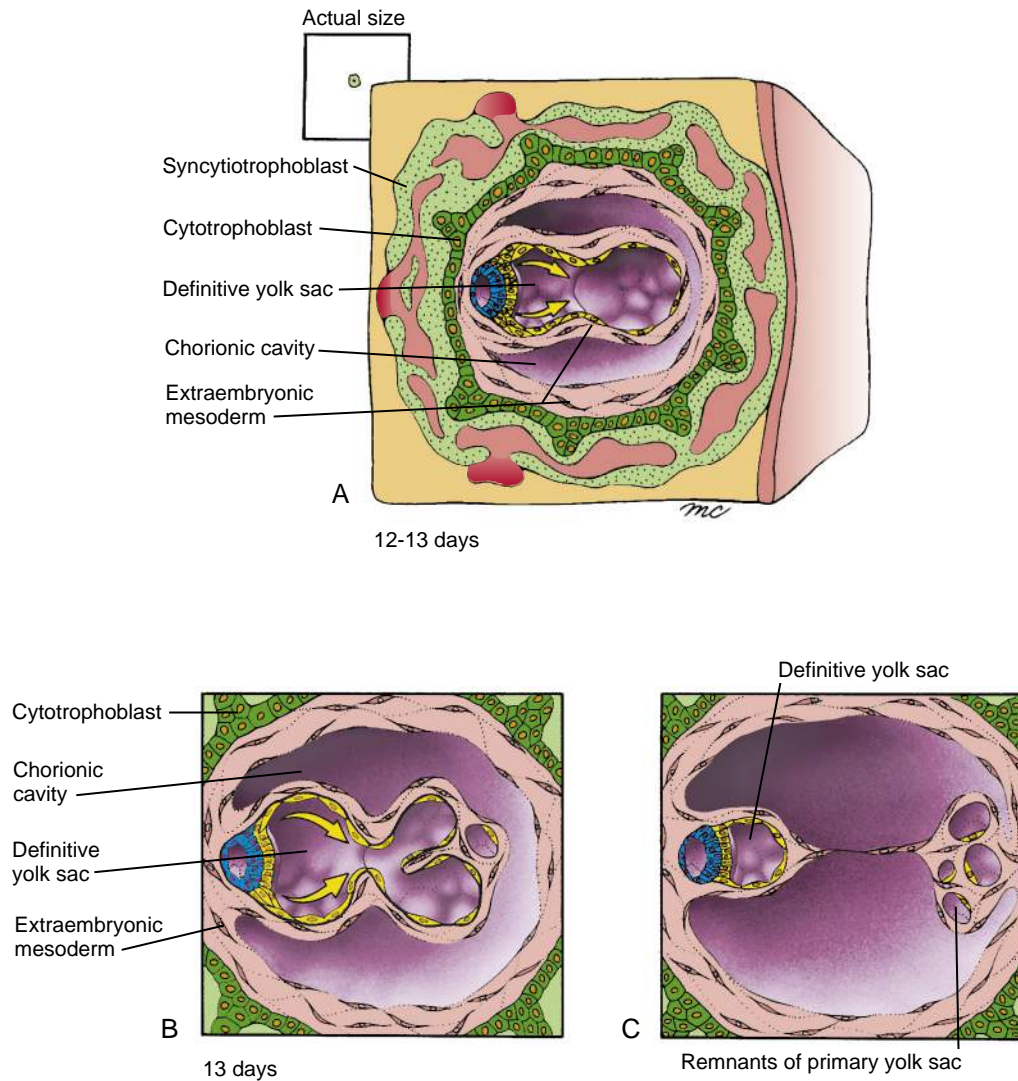 Actual size
Syncytiotrophoblast
Cytotrophoblast
Definitive yolk sac
Chorionic cavity
Extraembryonic
mesoderm
A
mc
12-13 days
Definitive yolk sac
Cytotrophoblast
Chorionic
cavity
Definitive
yolk sac
Extraembryonic
mesoderm
B
13 days
C
Remnants of primary yolk sac